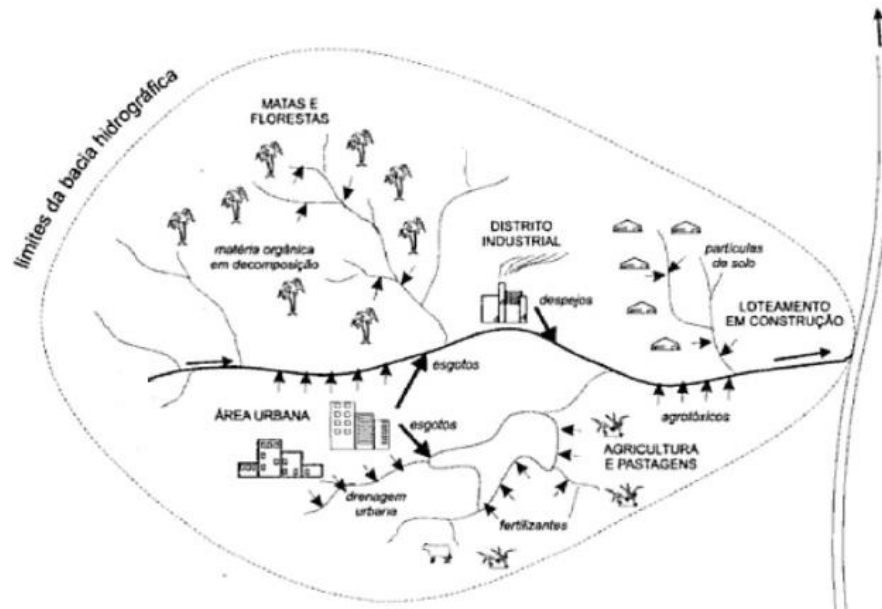 limites da bacia hidrográfica
MATAS E
FLORESTAS
matéria orgânica
em decomposição
DISTRITO
INDUSTRIAL
despejos
partículas
de solo
LOTEAMENTO
EM CONSTRUÇÃO
esgotos
ÁREA URBANA
esgotos
agrotóxicos
AGRICULTURA
E PASTAGENS
drenagem
urbana
fertilizantes